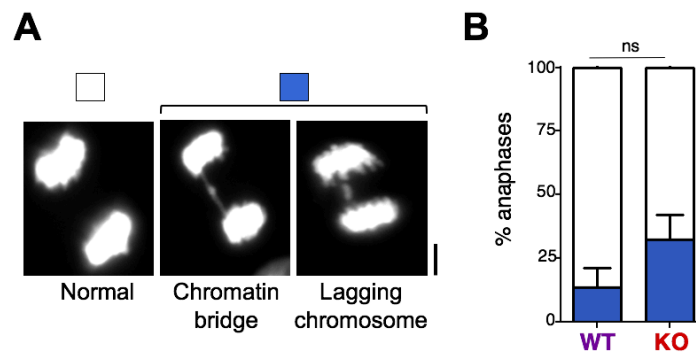 A
Normal
Chromatin
bridge
Lagging
chromosome
B
ns
% anaphases
100
75
50
25
0
WT
KO